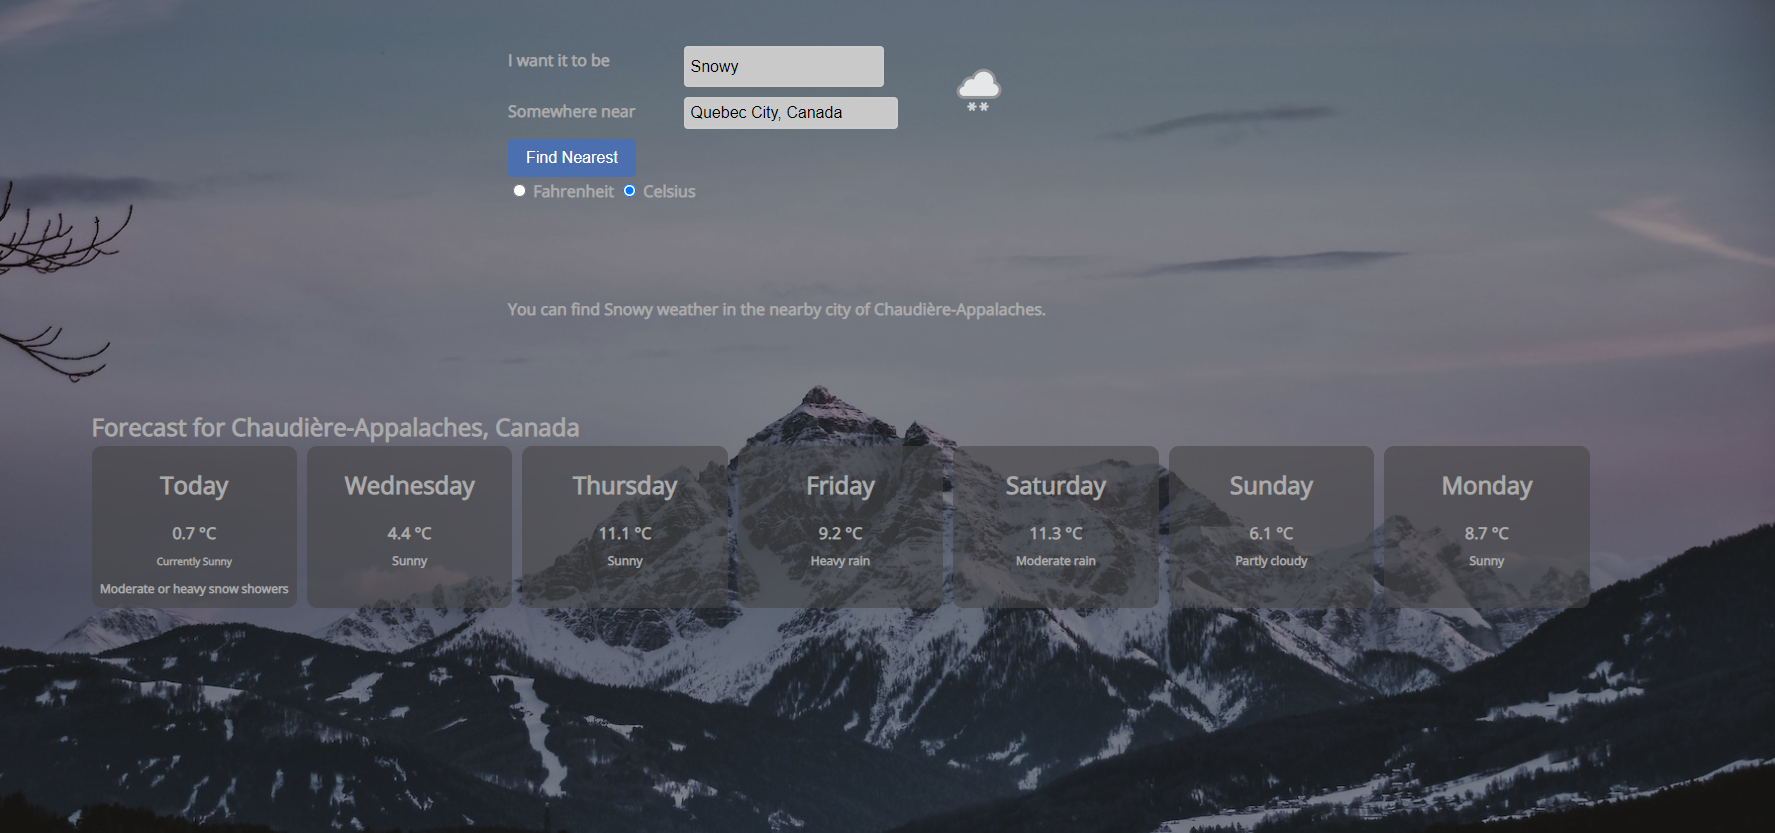 I want it to be
Snowy
Somewhere near
Quebec City, Canada
Find Nearest
Fahrenheit Celsius
You can find Snowy weather in the nearby city of Chaudière-Appalaches.
Forecast for Chaudière-Appalaches, Canada
Today
0.7 °C
Currently Sunny
Moderate or heavy snow showers
Wednesday
4.4 °C
Sunny
Thursday
11.1 °C
Sunny
Friday
9.2 °C
Heavy rain
Saturday
11.3 °C
Moderate rain
Sunday
6.1 °C
Partly cloudy
Monday
8.7 °C
Sunny